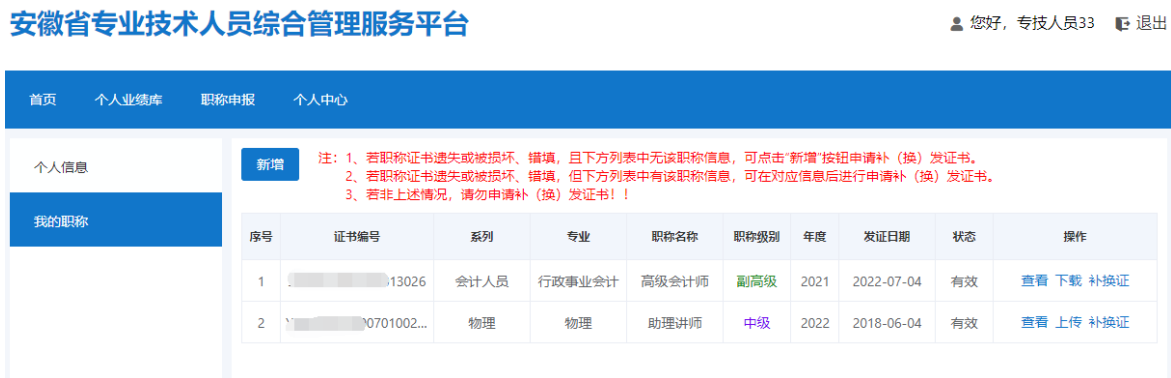 安徽省专业技术人员综合管理服务平台
您好，专技人员33 退出
首页 个人业绩库 职称申报 个人中心
个人信息
我的职称
新增
注：1、若职称证书遗失或被损坏、错填，且下方列表中无该职称信息，可点击“新增”按钮申请补（换）发证书。
2、若职称证书遗失或被损坏、错填，但下方列表中有该职称信息，可在对应信息后进行申请补（换）发证书。
3、若非上述情况，请勿申请补（换）发证书！！
序号 证书编号 系列 专业 职称名称 职称级别 年度 发证日期 状态 操作
1 13026 会计人员 行政事业会计 高级会计师 副高级 2021 2022-07-04 有效 查看 下载 补换证
2 0701002... 物理 物理 助理讲师 中级 2022 2018-06-04 有效 查看 上传 补换证